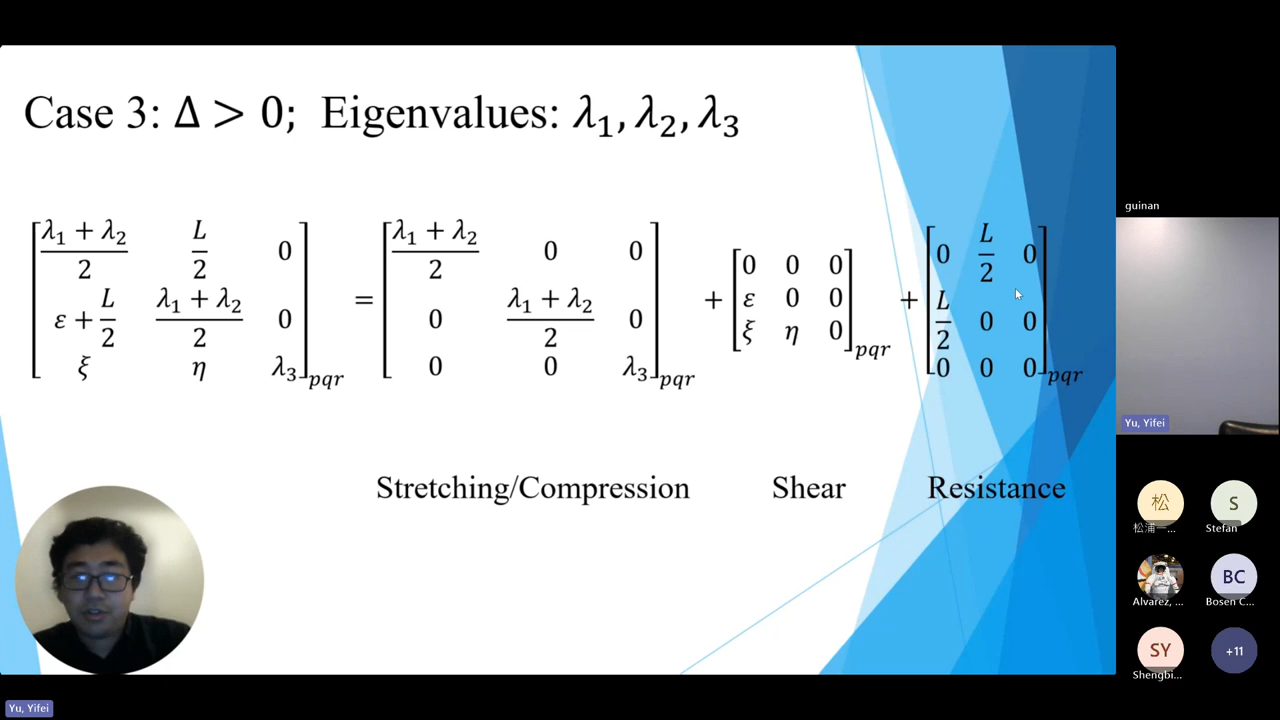 Case 3: Δ > 0; Eigenvalues: λ₁, λ₂, λ₃
[(λ₁ + λ₂)/2 L/2 0; ε + L/2 (λ₁ + λ₂)/2 0; ξ η λ₃]pqr = [(λ₁ + λ₂)/2 0 0; 0 (λ₁ + λ₂)/2 0; 0 0 λ₃]pqr + [0 0 0; ε 0 0; ξ η 0]pqr + [0 L/2 0; L/2 0 0; 0 0 0]pqr
Stretching/Compression Shear Resistance
guinan
Yu, Yifei
松
S
松浦一...
Stefan
BC
Alvarez, ...
Bosen C...
SY
+11
Shengbi...
Yu, Yifei